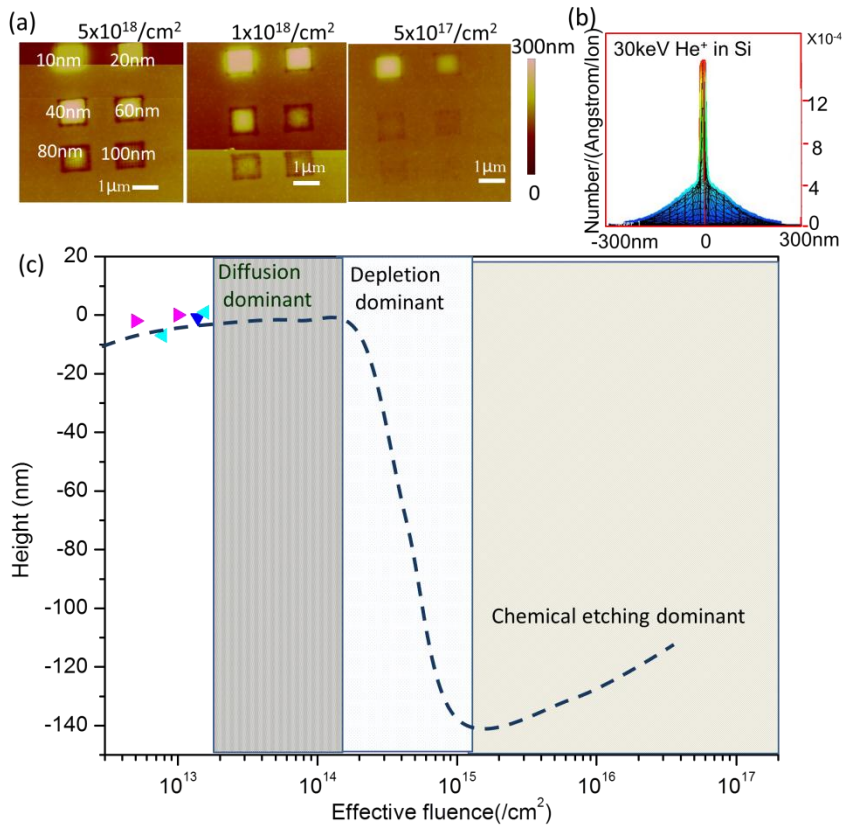 (a)
5x10¹⁸/cm²
1x10¹⁸/cm²
5x10¹⁷/cm²
10nm 20nm
40nm 60nm
80nm 100nm
1μm
1μm
1μm
300nm
0
(b)
30keV He⁺ in Si
X10⁻⁴
Number/(Angstrom/Ion)
12
8
4
0
-300nm 0 300nm
(c)
Diffusion
dominant
Depletion
dominant
Chemical etching dominant
Height (nm)
20
0
-20
-40
-60
-80
-100
-120
-140
10¹³ 10¹⁴ 10¹⁵ 10¹⁶ 10¹⁷
Effective fluence(/cm²)